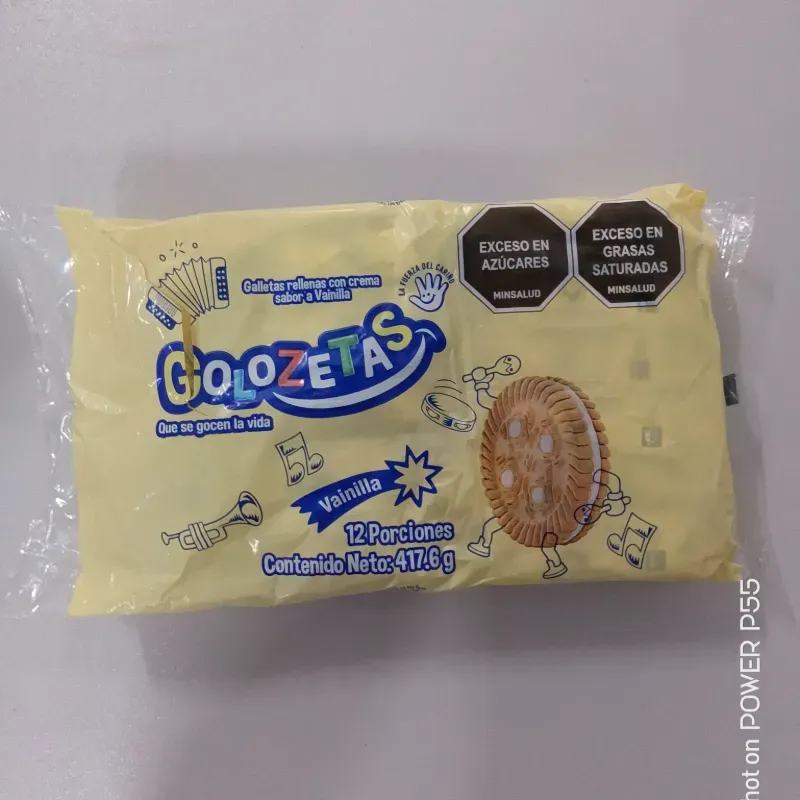 Galletas rellenas con crema
sabor a Vainilla
LA FUERZA DEL CARIÑO
GOLOZETAS
Que se gocen la vida
EXCESO EN
AZÚCARES
MINSALUD
EXCESO EN
GRASAS
SATURADAS
MINSALUD
Vainilla
12 Porciones
Contenido Neto: 417.6 g
hot on POWER P55